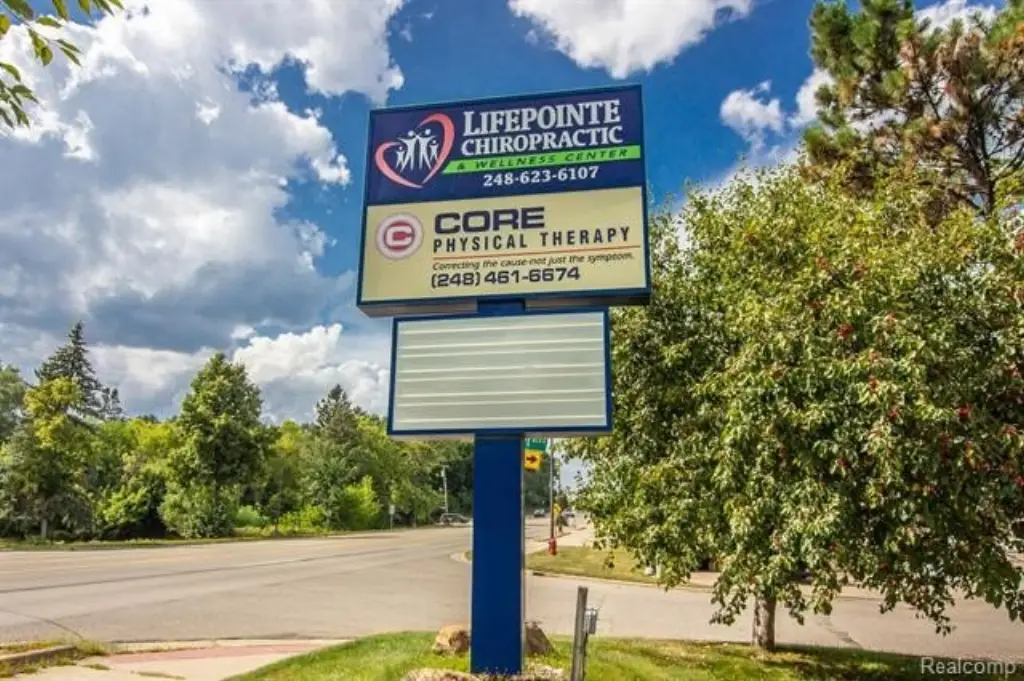 LIFEPOINTE
CHIROPRACTIC
& WELLNESS CENTER
248-623-6107
C
CORE
PHYSICAL THERAPY
Correcting the cause-not just the symptom.
(248) 461-6674
Realcomp